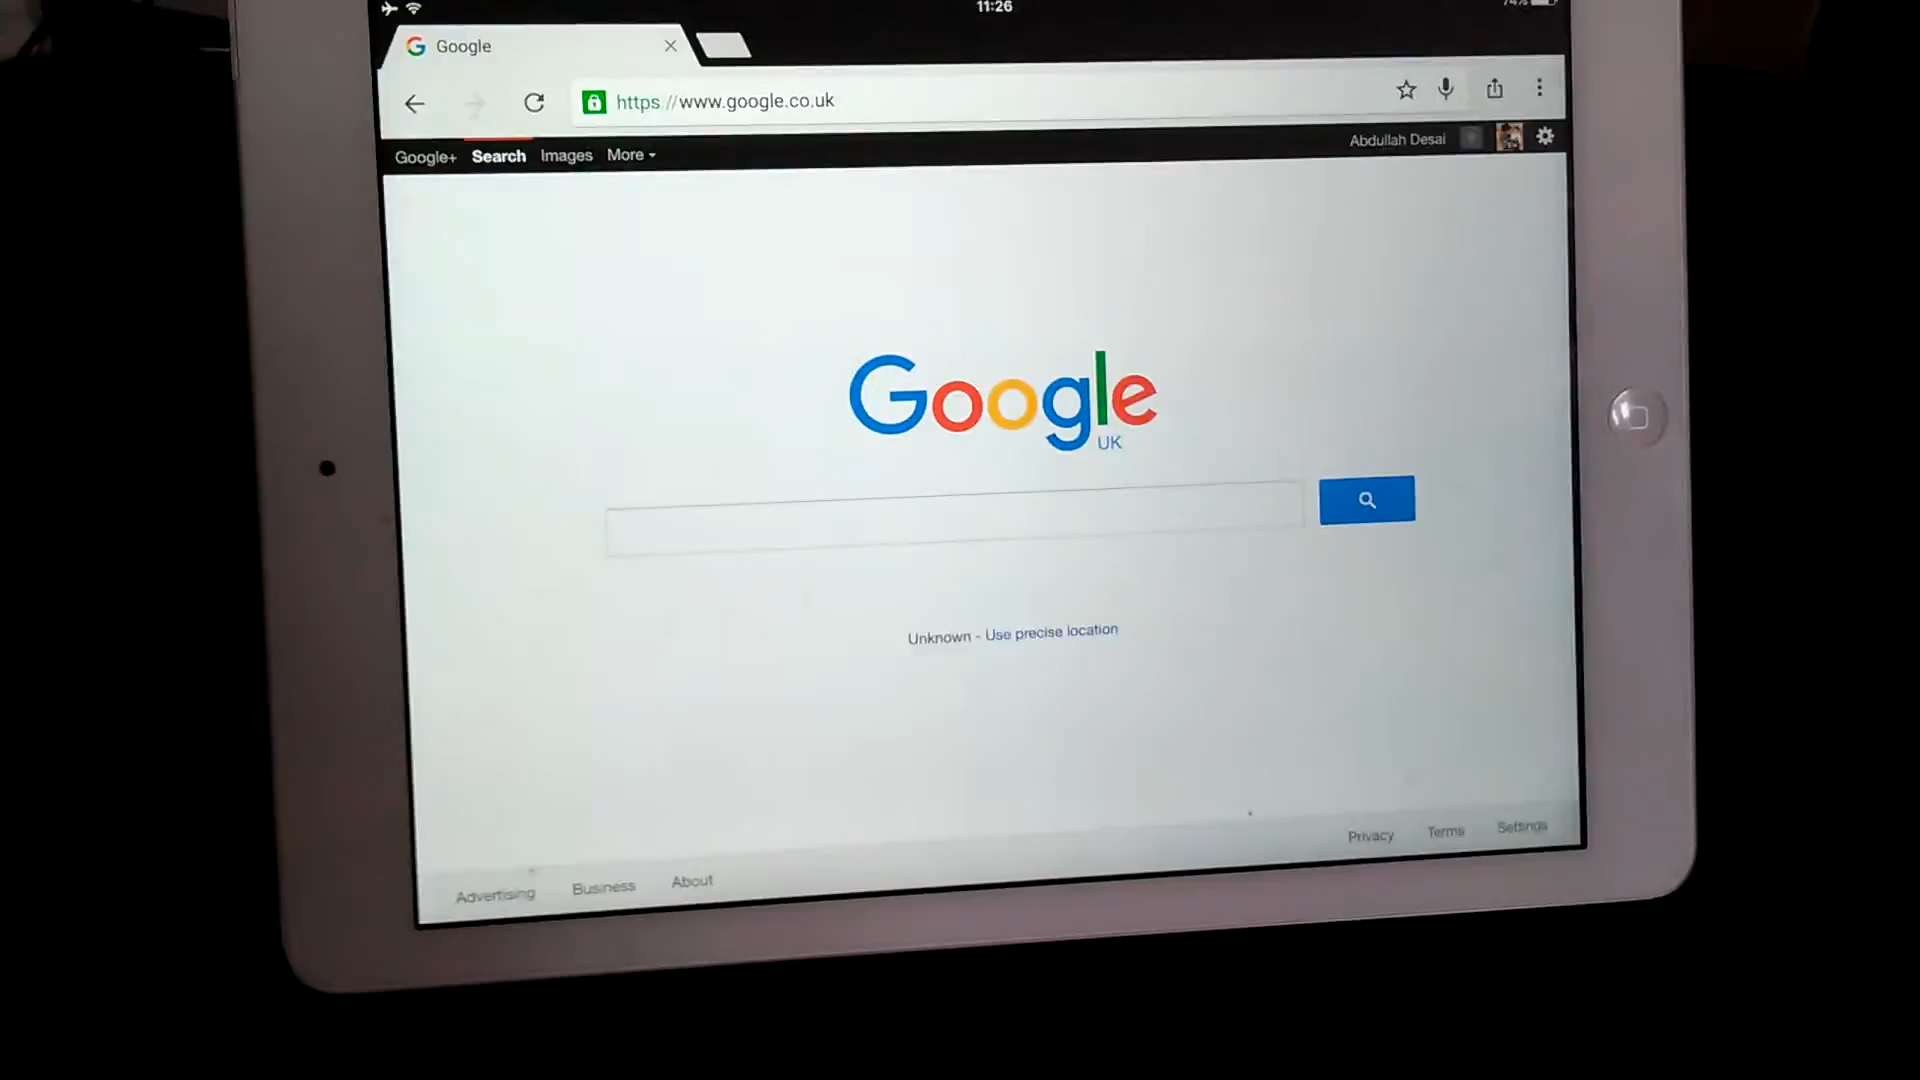 11:26
74%
Google
https://www.google.co.uk
Google+ Search Images More Abdullah Desai
Google
UK
Unknown - Use precise location
Advertising Business About Privacy Terms Settings